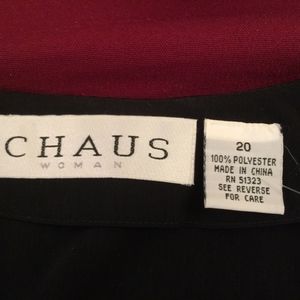 CHAUS
WOMAN
20
100% POLYESTER
MADE IN CHINA
RN 51323
SEE REVERSE
FOR CARE